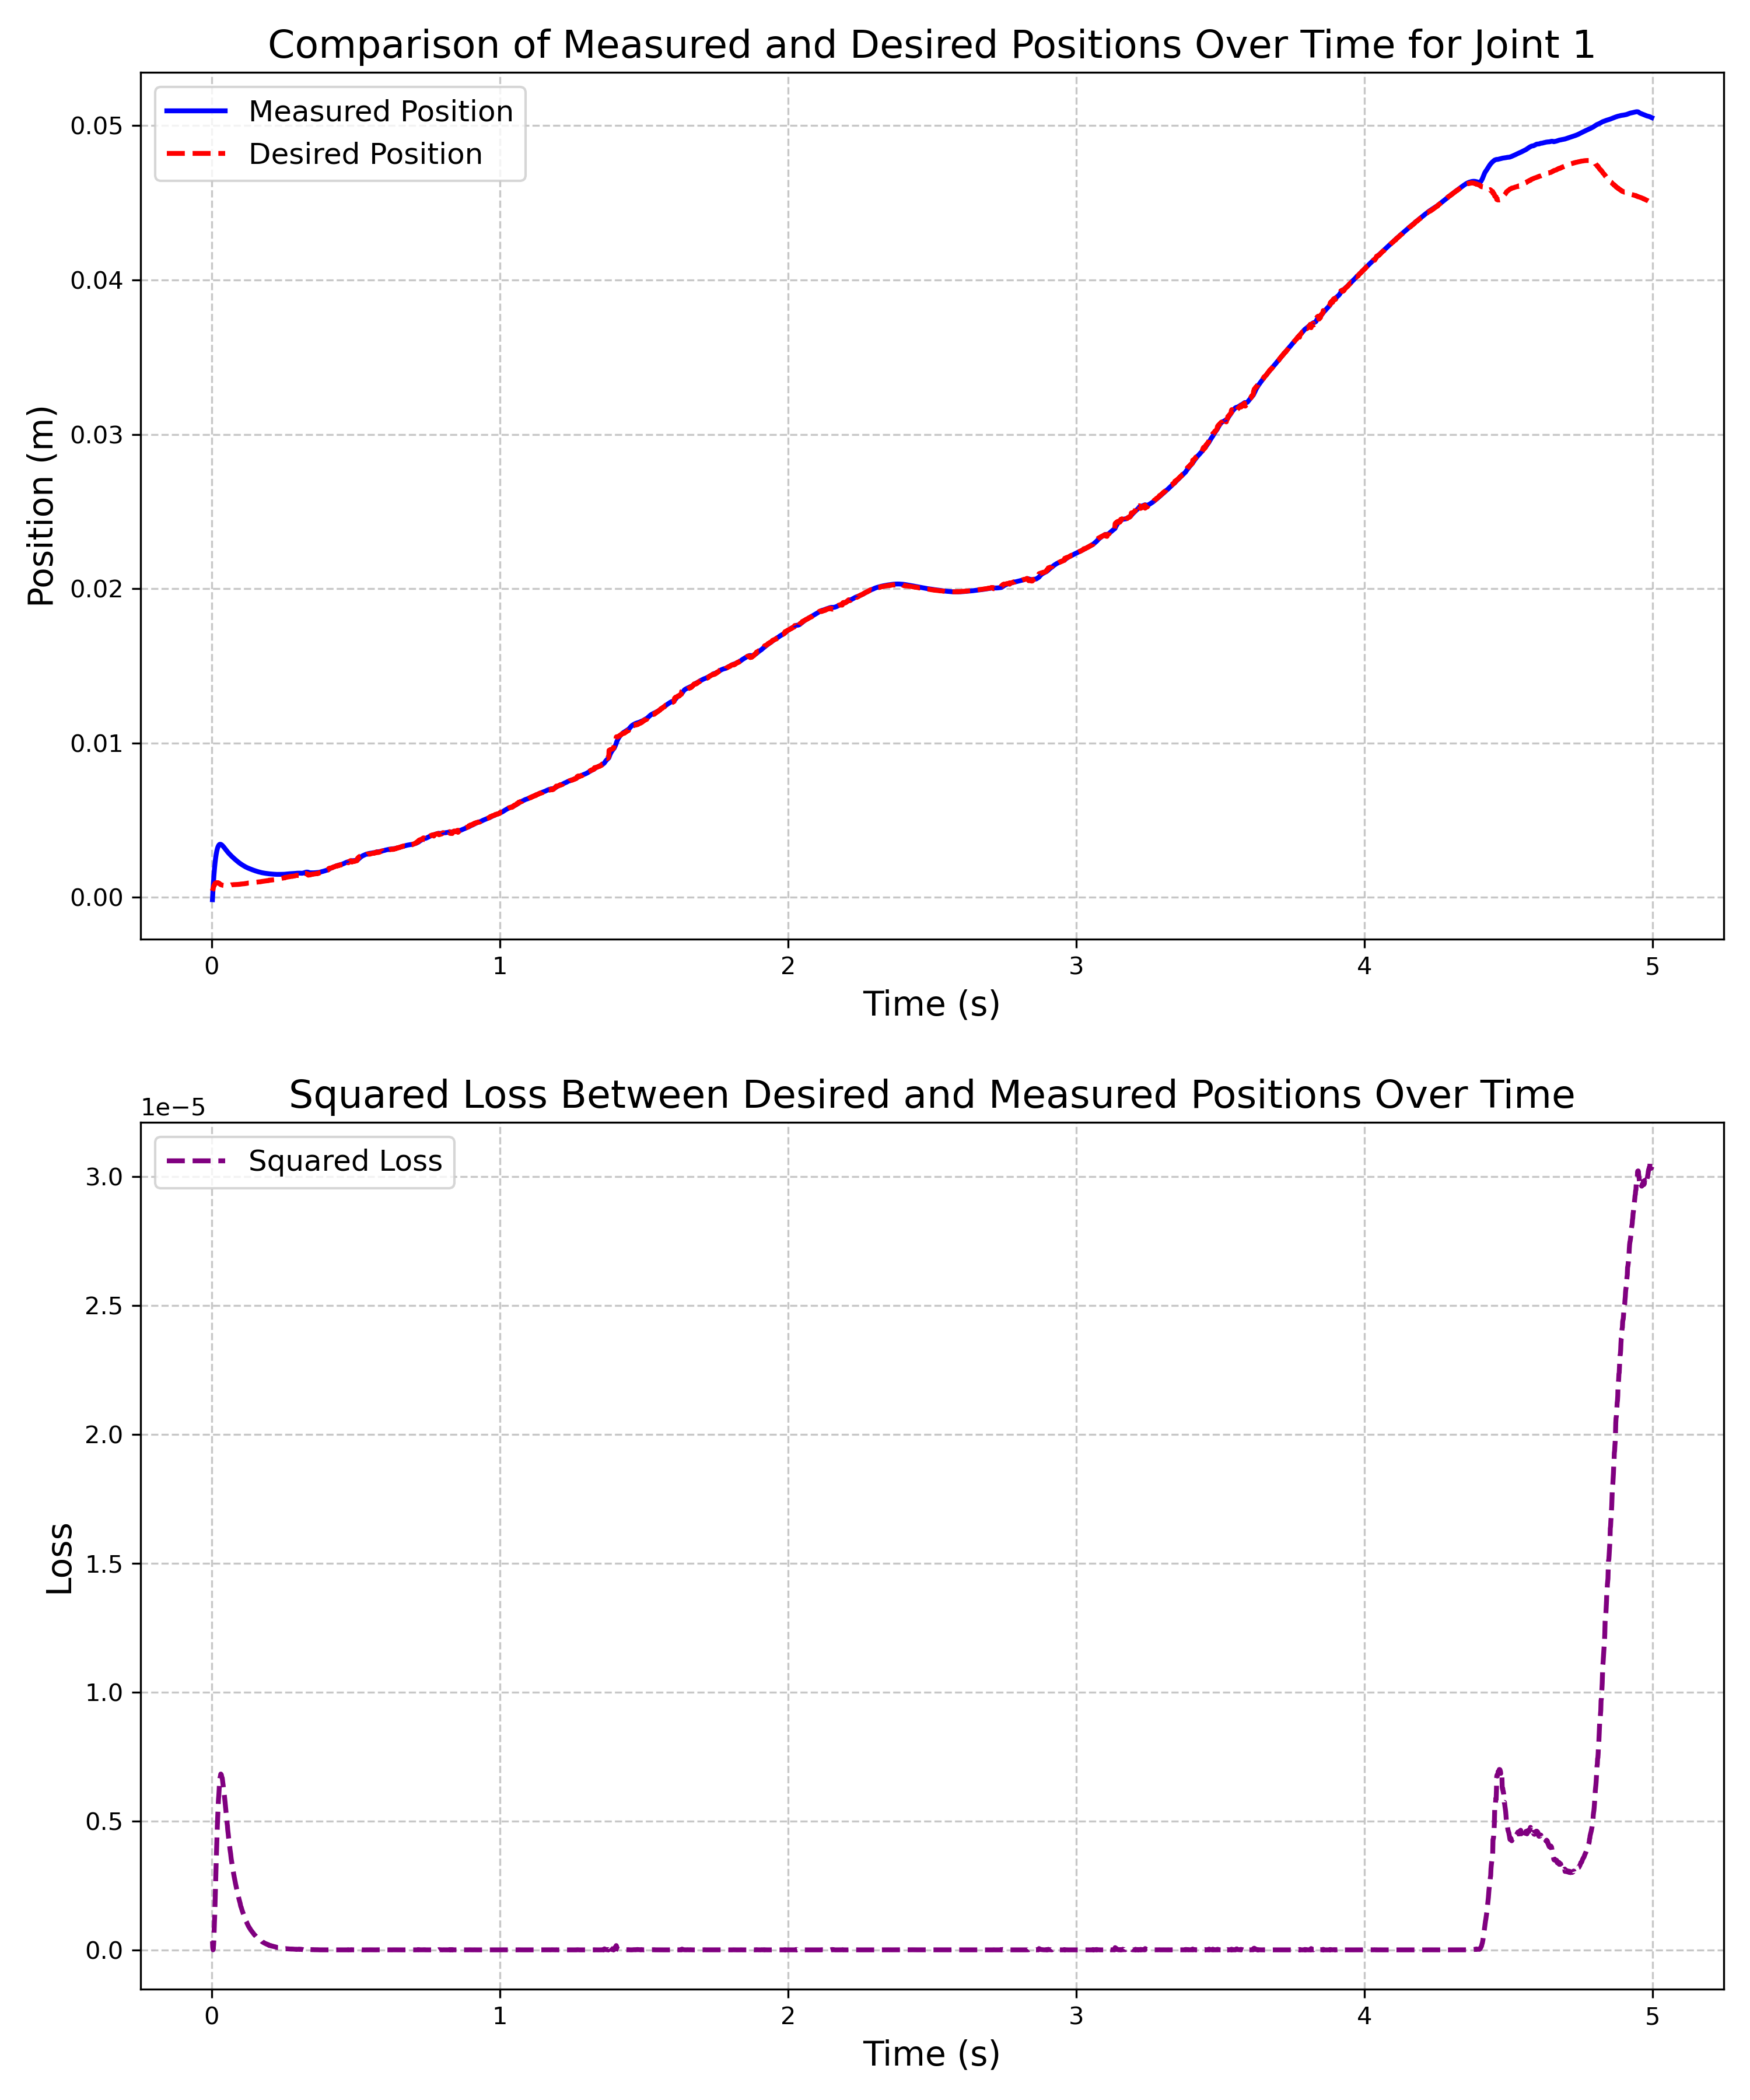 Comparison of Measured and Desired Positions Over Time for Joint 1
Measured Position
Desired Position
0.05
0.04
0.03
0.02
0.01
0.00
Position (m)
0 1 2 3 4 5
Time (s)
Squared Loss Between Desired and Measured Positions Over Time
1e−5
Squared Loss
3.0
2.5
2.0
1.5
1.0
0.5
0.0
Loss
0 1 2 3 4 5
Time (s)